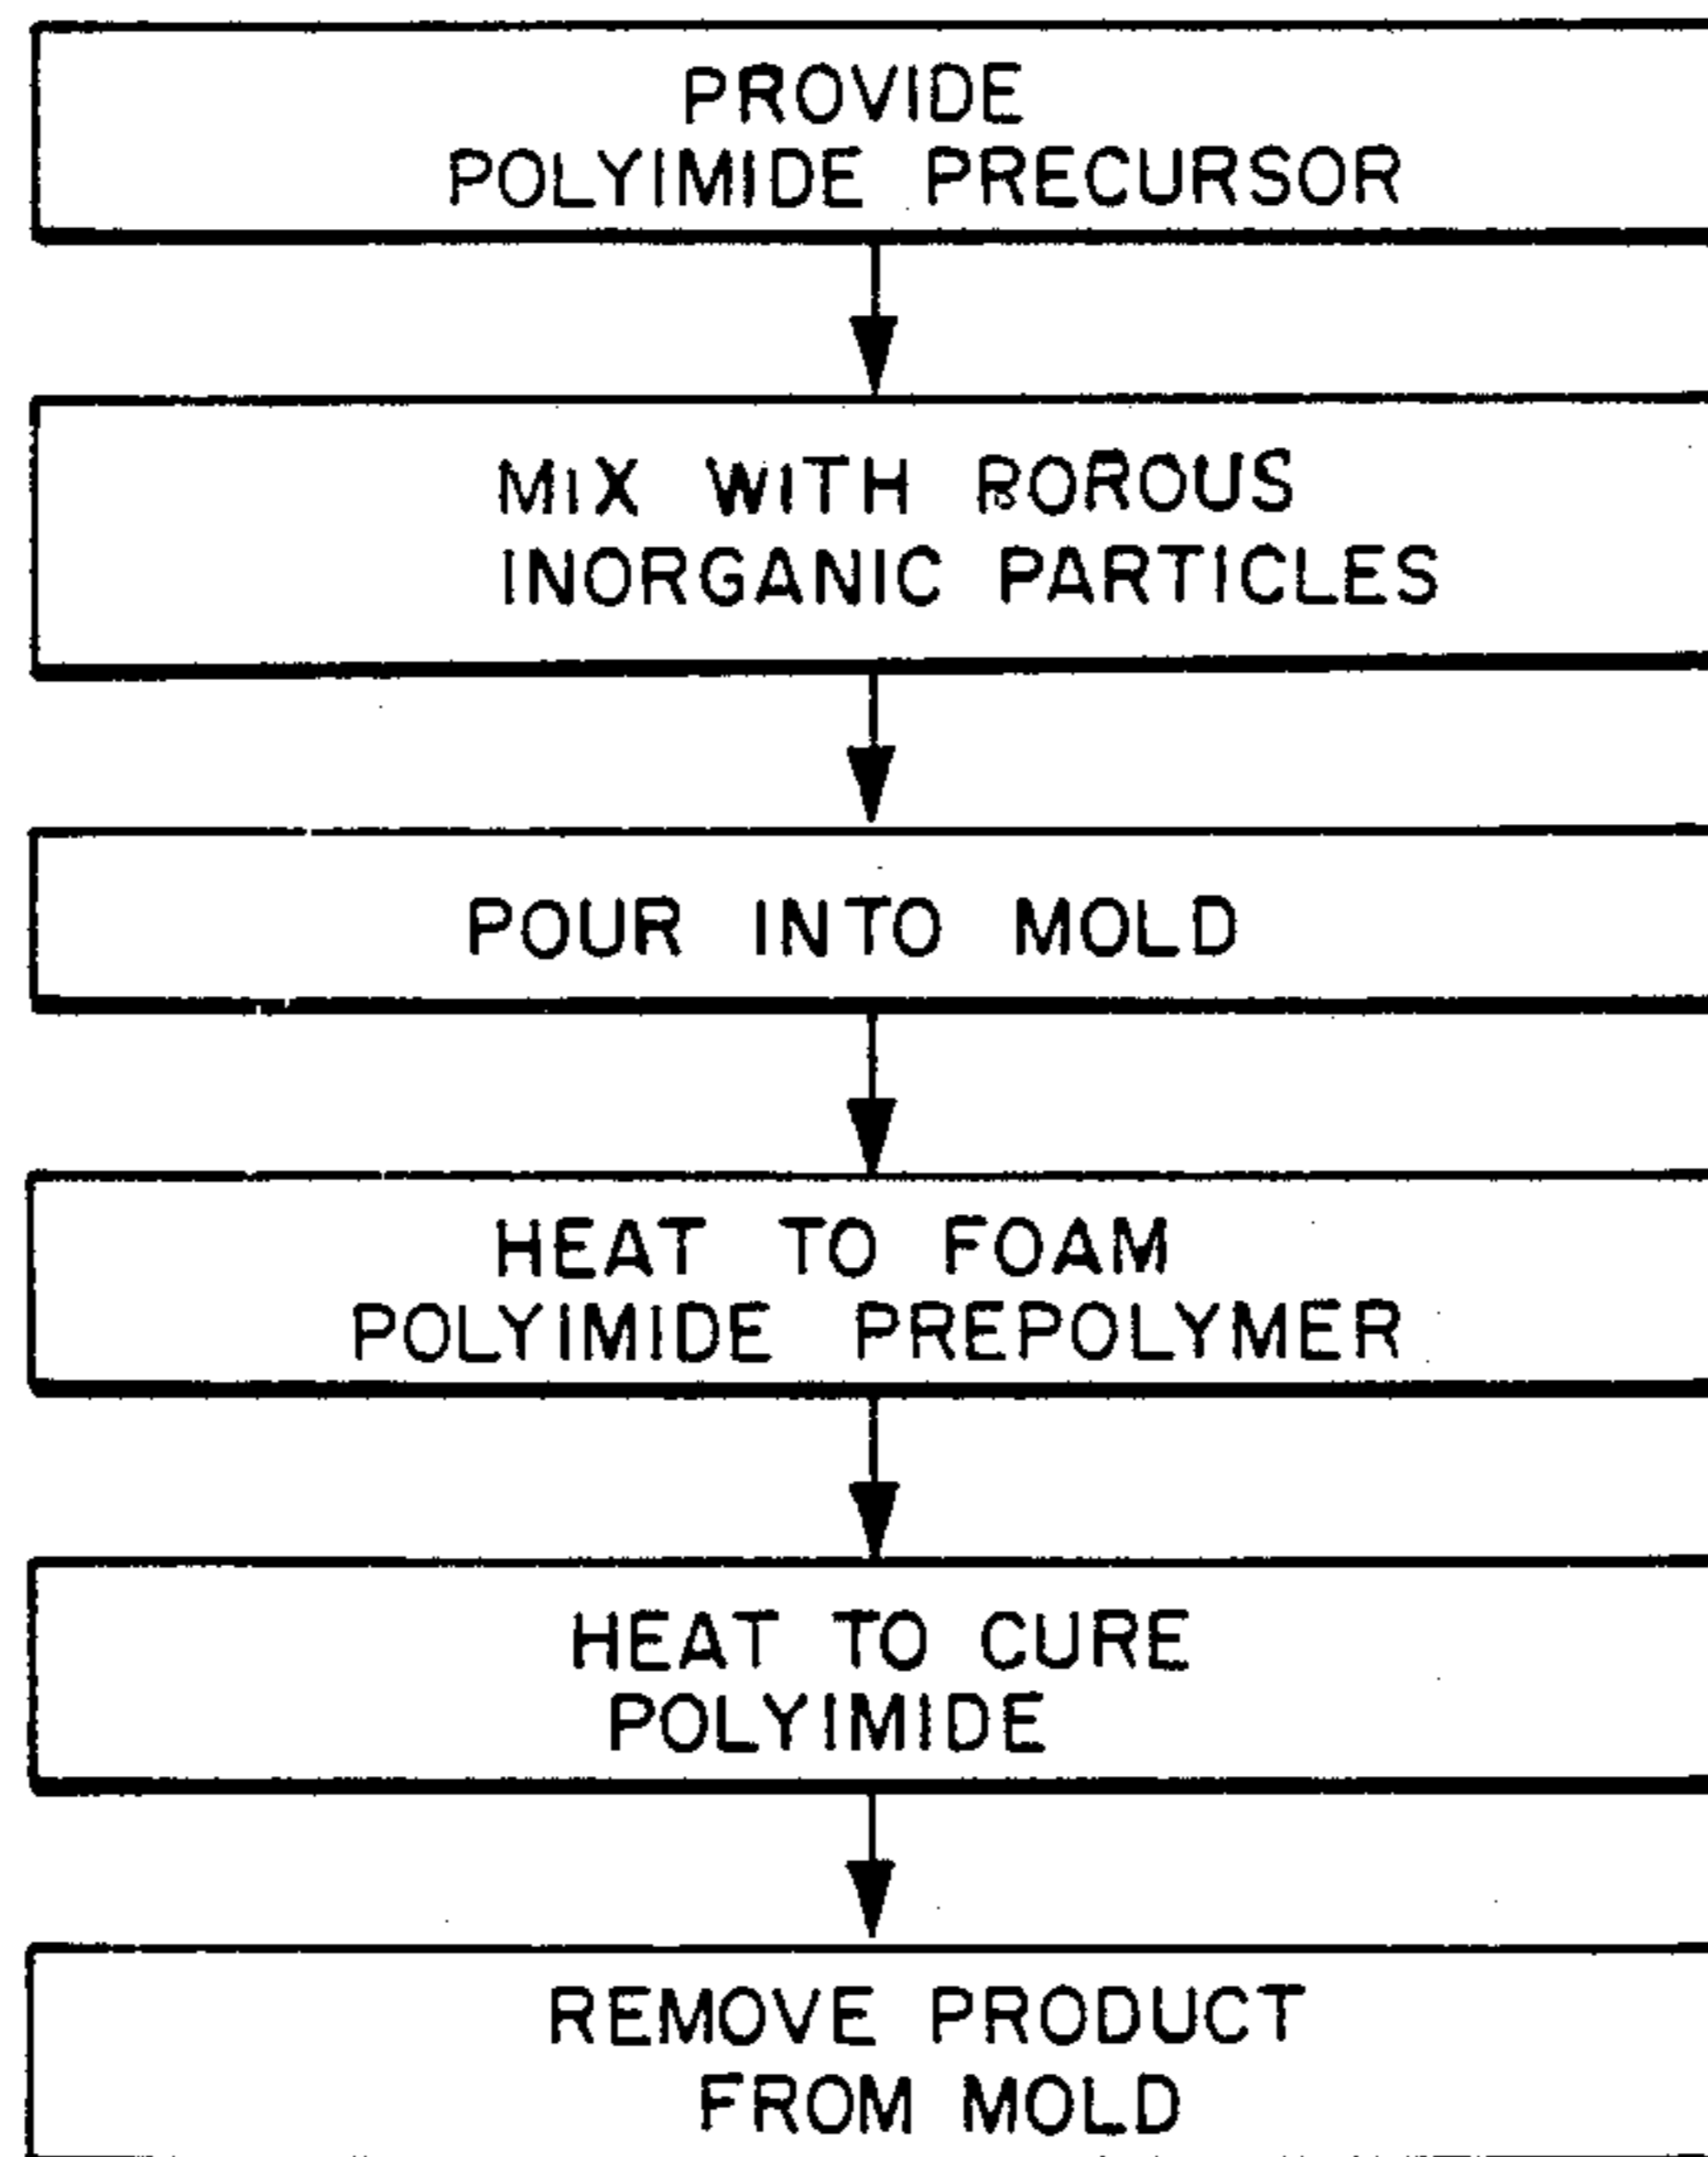 PROVIDE
POLYIMIDE PRECURSOR
MIX WITH POROUS
INORGANIC PARTICLES
POUR INTO MOLD
HEAT TO FOAM
POLYIMIDE PREPOLYMER
HEAT TO CURE
POLYIMIDE
REMOVE PRODUCT
FROM MOLD